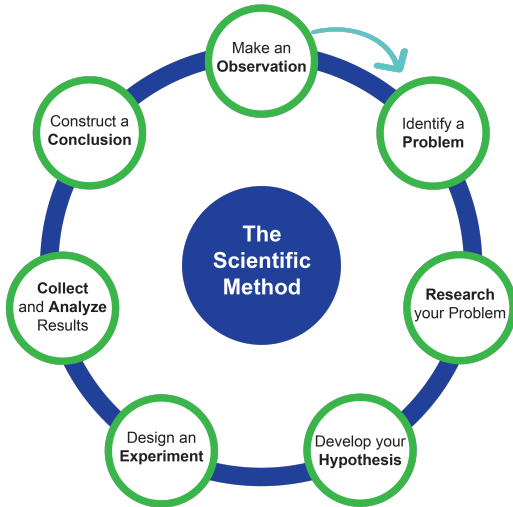 Make an
Observation
Identify a
Problem
Research
your Problem
Develop your
Hypothesis
Design an
Experiment
Collect
and Analyze
Results
Construct a
Conclusion
The
Scientific
Method